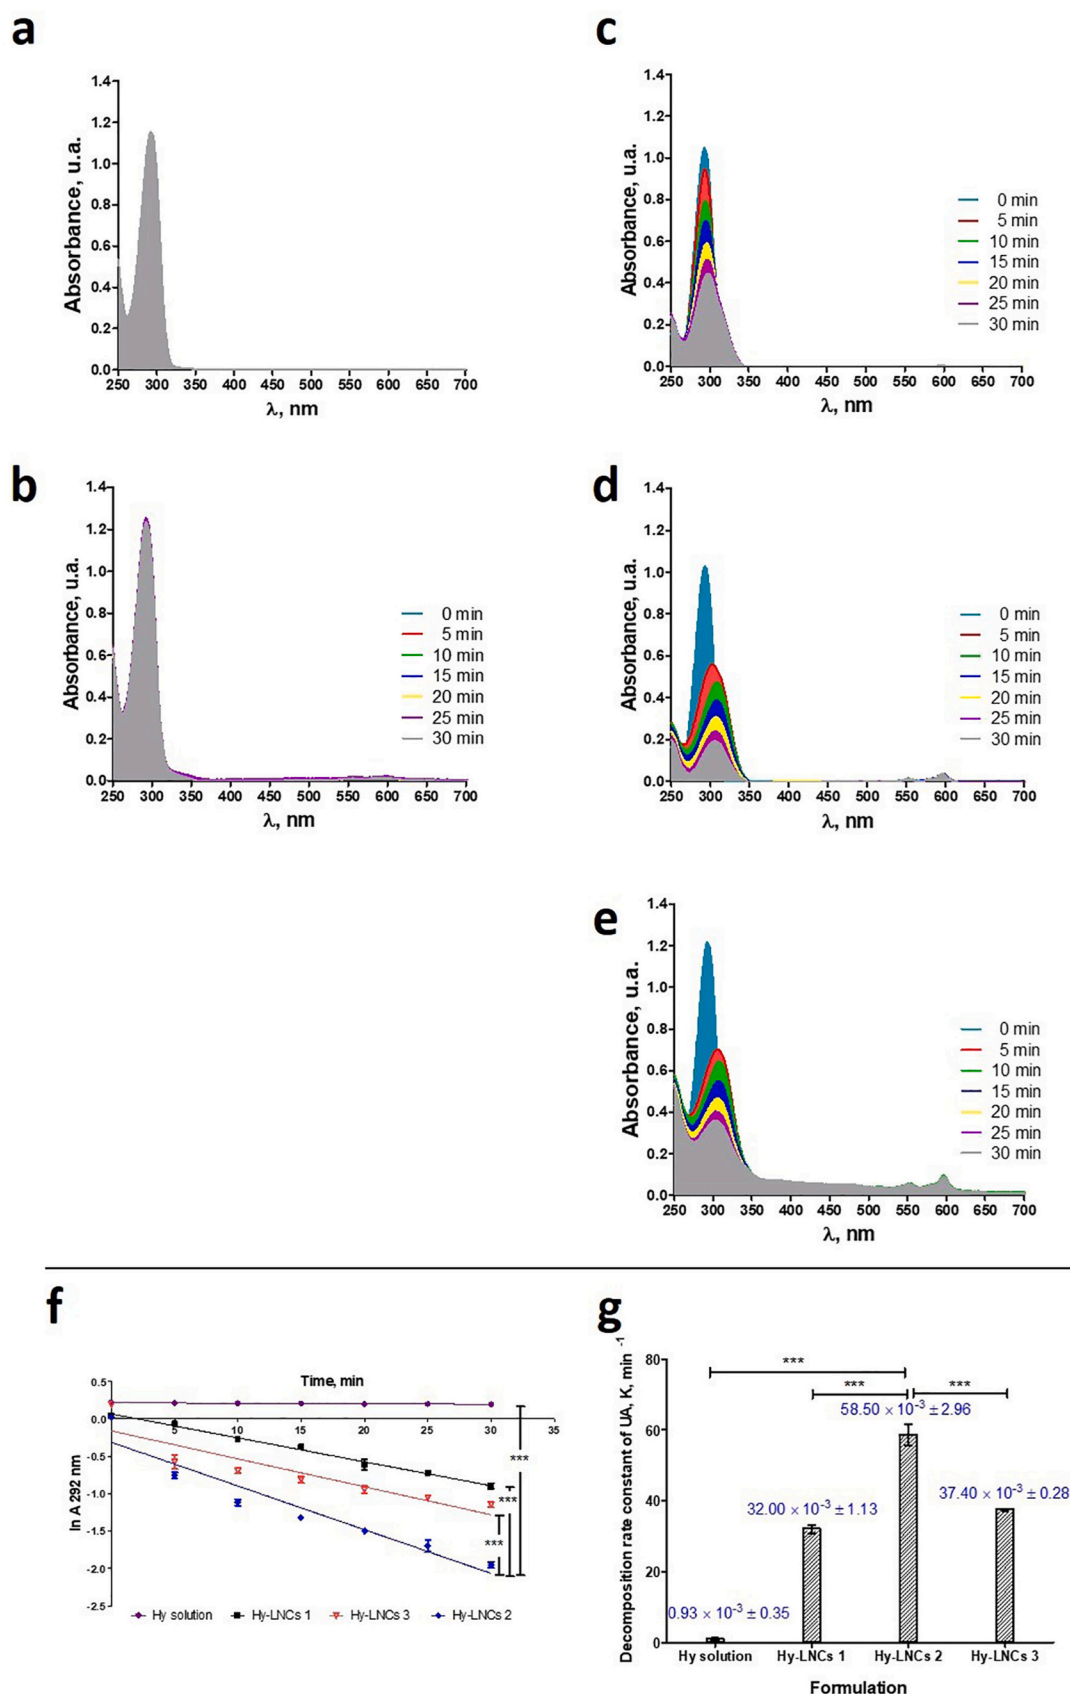 a
1.4
1.2
1.0
0.8
0.6
0.4
0.2
0.0
Absorbance, u.a.
250 300 350 400 450 500 550 600 650 700
λ, nm
c
1.4
1.2
1.0
0.8
0.6
0.4
0.2
0.0
Absorbance, u.a.
0 min
5 min
10 min
15 min
20 min
25 min
30 min
250 300 350 400 450 500 550 600 650 700
λ, nm
b
1.4
1.2
1.0
0.8
0.6
0.4
0.2
0.0
Absorbance, u.a.
0 min
5 min
10 min
15 min
20 min
25 min
30 min
250 300 350 400 450 500 550 600 650 700
λ, nm
d
1.4
1.2
1.0
0.8
0.6
0.4
0.2
0.0
Absorbance, u.a.
0 min
5 min
10 min
15 min
20 min
25 min
30 min
250 300 350 400 450 500 550 600 650 700
λ, nm
e
1.4
1.2
1.0
0.8
0.6
0.4
0.2
0.0
Absorbance, u.a.
0 min
5 min
10 min
15 min
20 min
25 min
30 min
250 300 350 400 450 500 550 600 650 700
λ, nm
f
Time, min
0.5
0.0
-0.5
-1.0
-1.5
-2.0
-2.5
ln A 292 nm
5 10 15 20 25 30 35
***
***
***
Hy solution Hy-LNCs 1 Hy-LNCs 3 Hy-LNCs 2
g
Decomposition rate constant of UA, K, min -1
80
60
40
20
0
***
*** ***
58.50 × 10-3 ± 2.96
37.40 × 10-3 ± 0.28
32.00 × 10-3 ± 1.13
0.93 × 10-3 ± 0.35
Hy solution Hy-LNCs 1 Hy-LNCs 2 Hy-LNCs 3
Formulation